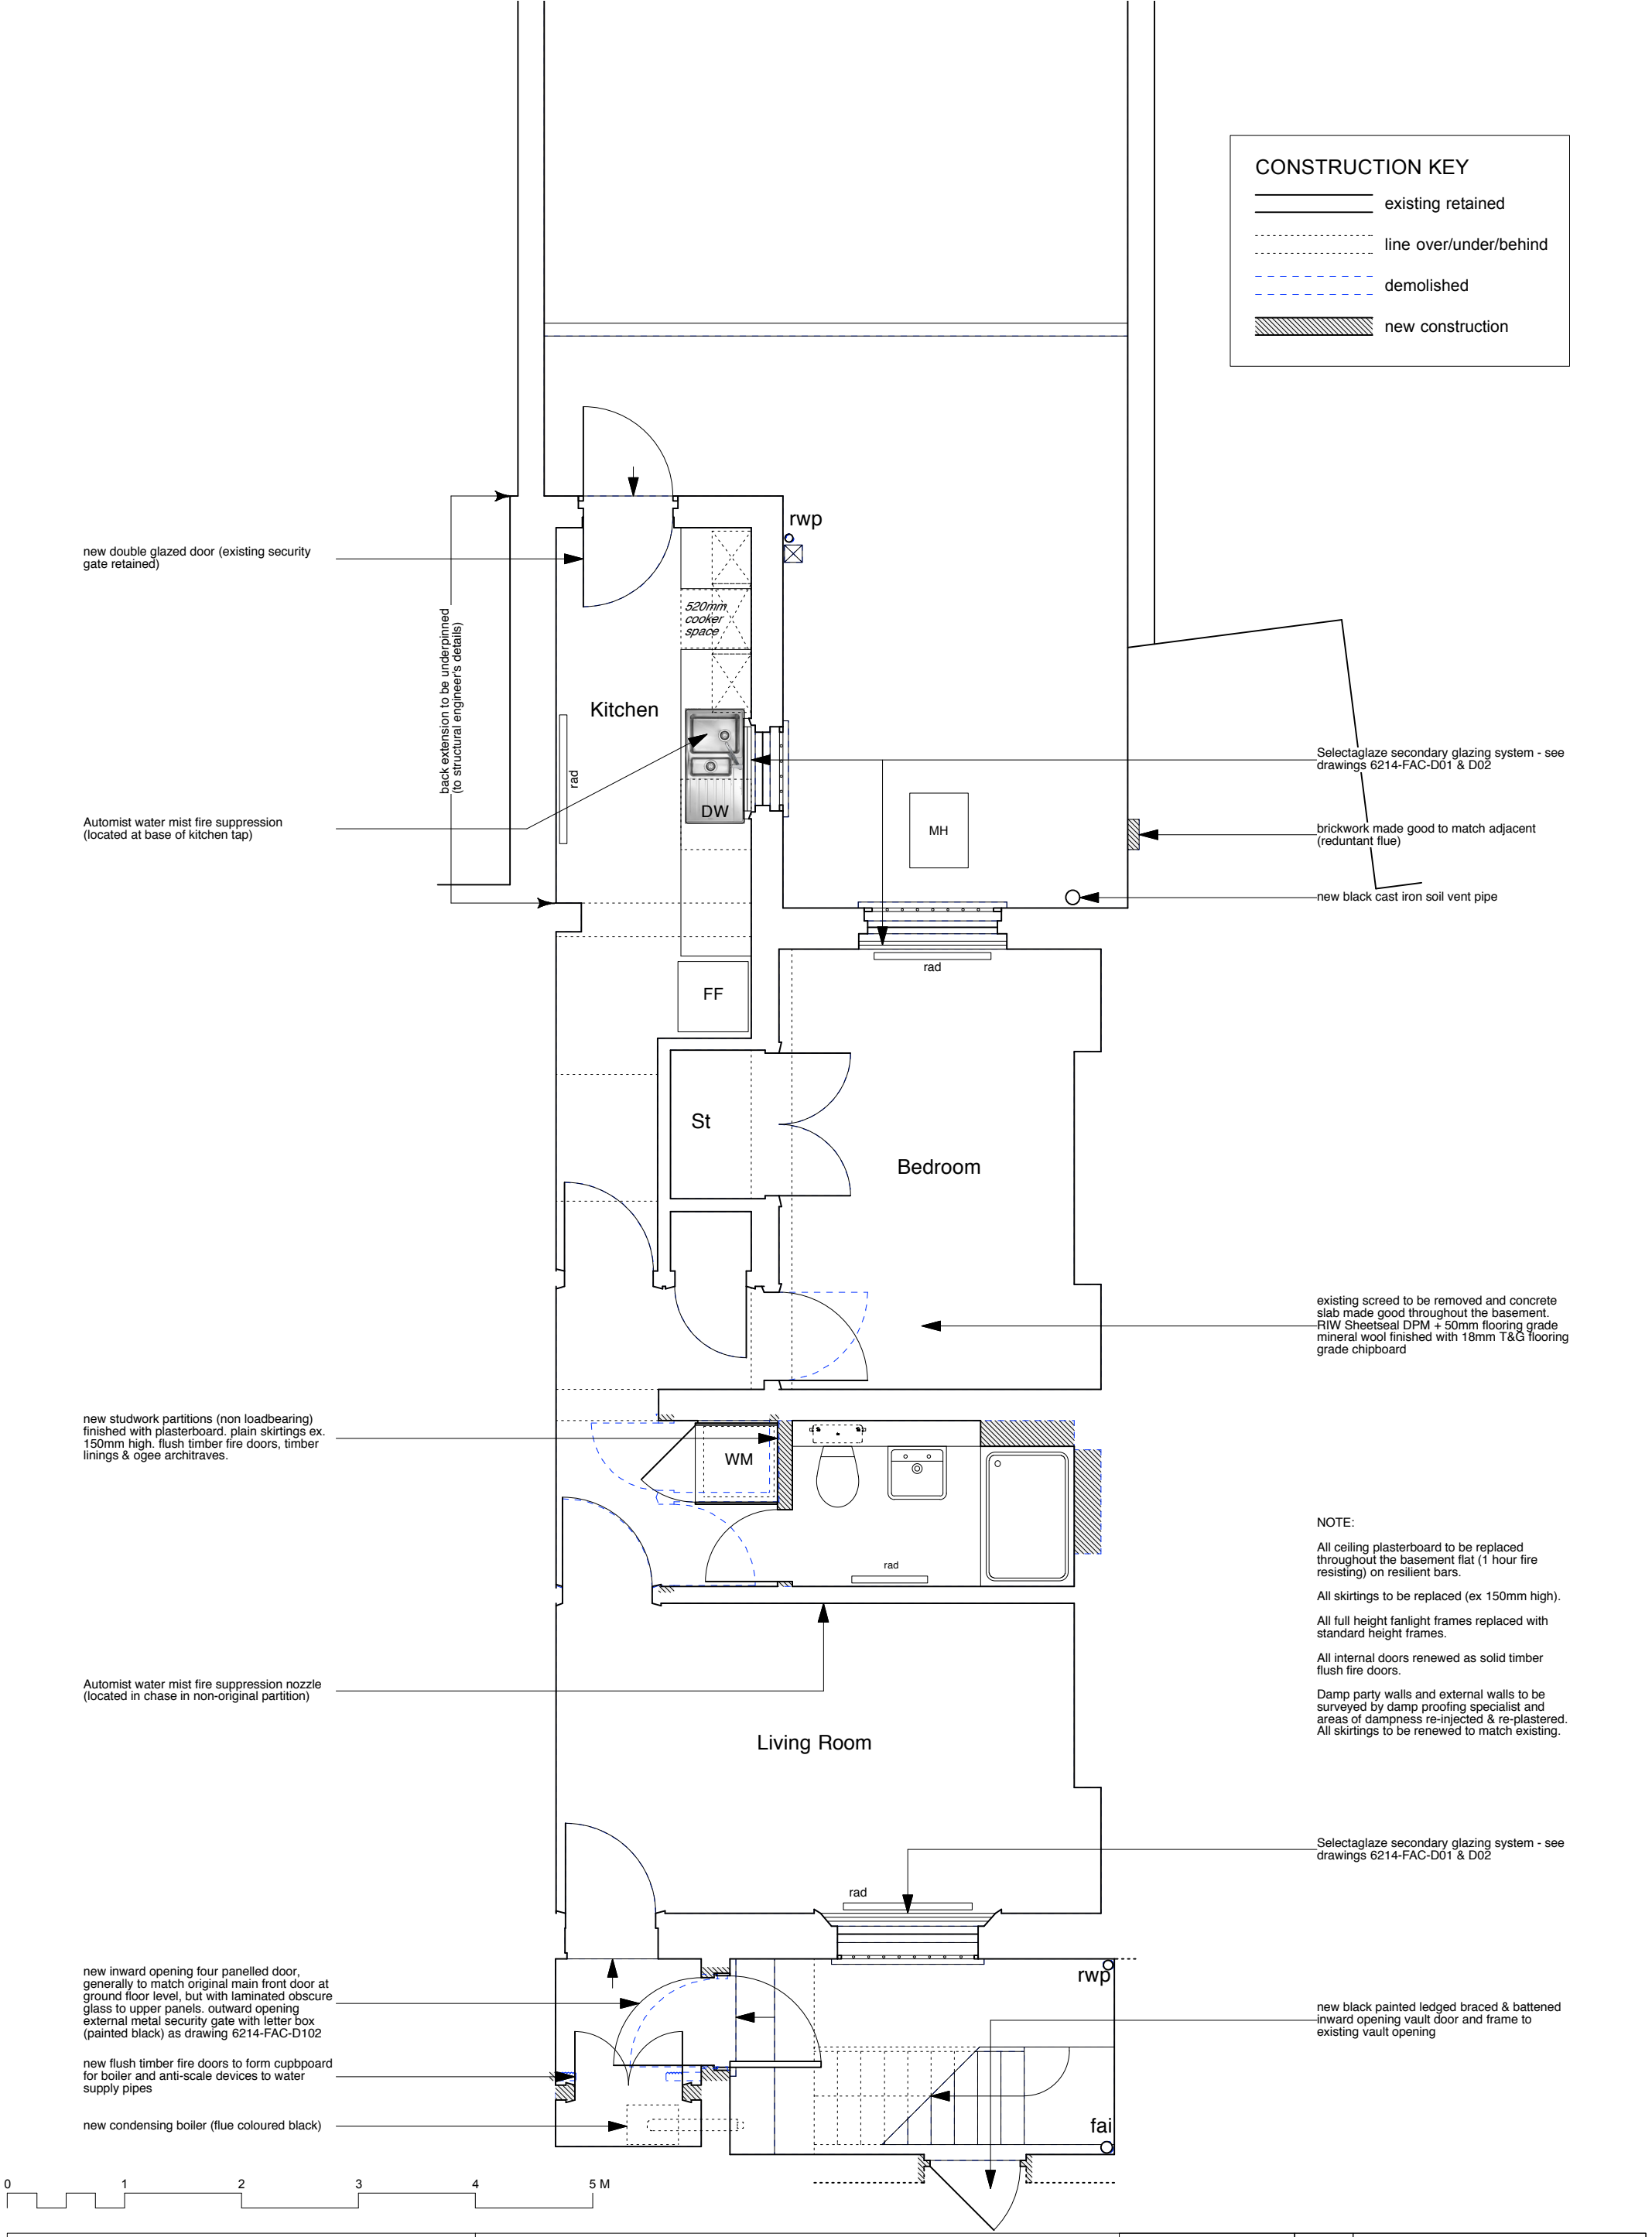 CONSTRUCTION KEY
existing retained
line over/under/behind
demolished
new construction
rwp
new double glazed door (existing security
gate retained)
520mm
cooker
space
back extension to be underpinned
(to structural engineer's details)
Kitchen
rad
DW
Selectaglaze secondary glazing system - see
drawings 6214-FAC-D01 & D02
Automist water mist fire suppression
(located at base of kitchen tap)
MH
brickwork made good to match adjacent
(reduntant flue)
new black cast iron soil vent pipe
rad
FF
St
Bedroom
existing screed to be removed and concrete
slab made good throughout the basement.
RIW Sheetseal DPM + 50mm flooring grade
mineral wool finished with 18mm T&G flooring
grade chipboard
new studwork partitions (non loadbearing)
finished with plasterboard. plain skirtings ex.
150mm high. flush timber fire doors, timber
linings & ogee architraves.
WM
rad
NOTE:
All ceiling plasterboard to be replaced
throughout the basement flat (1 hour fire
resisting) on resilient bars.
All skirtings to be replaced (ex 150mm high).
All full height fanlight frames replaced with
standard height frames.
All internal doors renewed as solid timber
flush fire doors.
Damp party walls and external walls to be
surveyed by damp proofing specialist and
areas of dampness re-injected & re-plastered.
All skirtings to be renewed to match existing.
Automist water mist fire suppression nozzle
(located in chase in non-original partition)
Living Room
Selectaglaze secondary glazing system - see
drawings 6214-FAC-D01 & D02
rad
new inward opening four panelled door,
generally to match original main front door at
ground floor level, but with laminated obscure
glass to upper panels. outward opening
external metal security gate with letter box
(painted black) as drawing 6214-FAC-D102
rwp
new black painted ledged braced & battened
inward opening vault door and frame to
existing vault opening
new flush timber fire doors to form cupbpoard
for boiler and anti-scale devices to water
supply pipes
new condensing boiler (flue coloured black)
fai
0 1 2 3 4 5 M